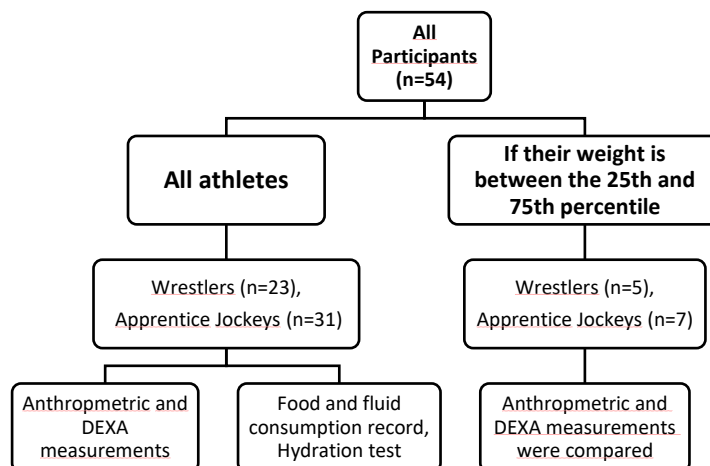 All
Participants
(n=54)
All athletes
If their weight is
between the 25th and
75th percentile
Wrestlers (n=23),
Apprentice Jockeys (n=31)
Wrestlers (n=5),
Apprentice Jockeys (n=7)
Anthropmetric and
DEXA
measurements
Food and fluid
consumption record,
Hydration test
Anthropmetric and
DEXA measurements
were compared